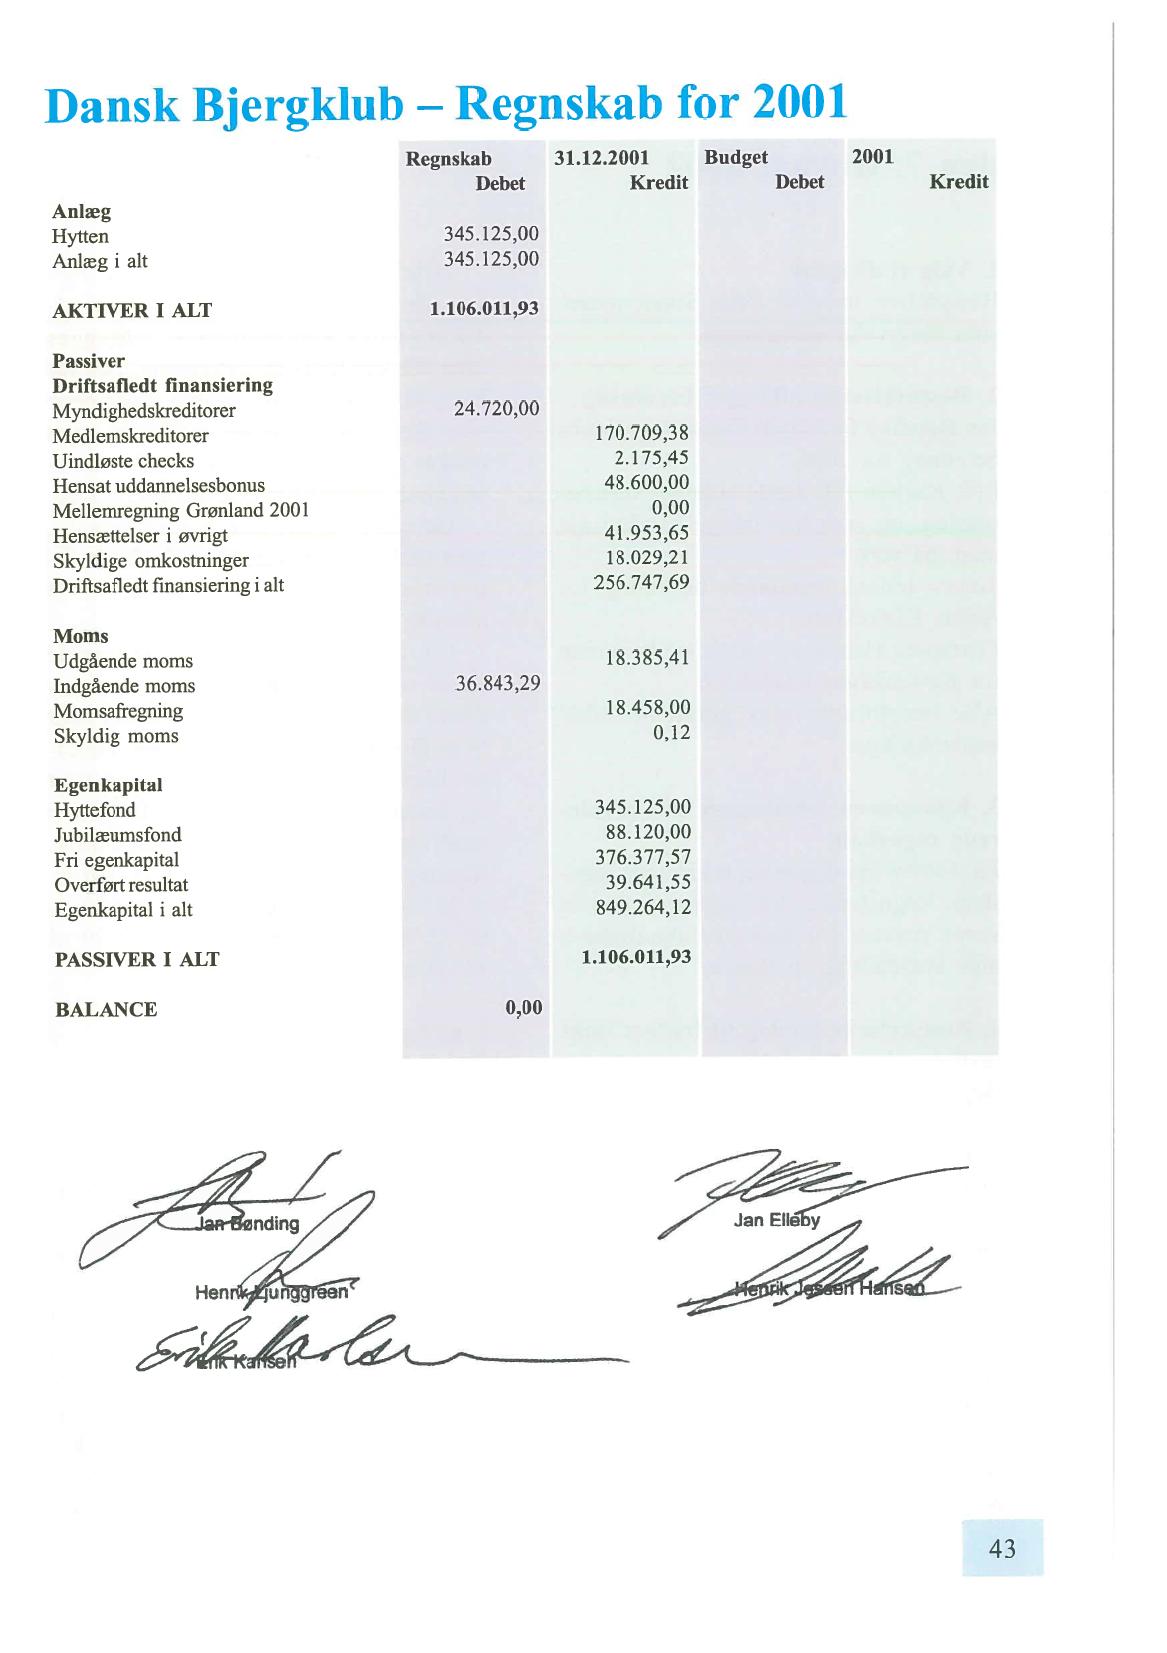 Dansk Bjergklub – Regnskab for 2001
Regnskab 31.12.2001 Budget 2001
Debet Kredit Debet Kredit
Anlæg
Hytten 345.125,00
Anlæg i alt 345.125,00
AKTIVER I ALT 1.106.011,93
Passiver
Driftsafledt finansiering
Myndighedskreditorer 24.720,00
Medlemskreditorer 170.709,38
Uindløste checks 2.175,45
Hensat uddannelsesbonus 48.600,00
Mellemregning Grønland 2001 0,00
Hensættelser i øvrigt 41.953,65
Skyldige omkostninger 18.029,21
Driftsafledt finansiering i alt 256.747,69
Moms
Udgående moms 18.385,41
Indgående moms 36.843,29
Momsafregning 18.458,00
Skyldig moms 0,12
Egenkapital
Hyttefond 345.125,00
Jubilæumsfond 88.120,00
Fri egenkapital 376.377,57
Overført resultat 39.641,55
Egenkapital i alt 849.264,12
PASSIVER I ALT 1.106.011,93
BALANCE 0,00
Jan Bønding Jan Elleby
Henrik Ljunggreen Henrik Jessen Hansen
Erik Karlsen
43